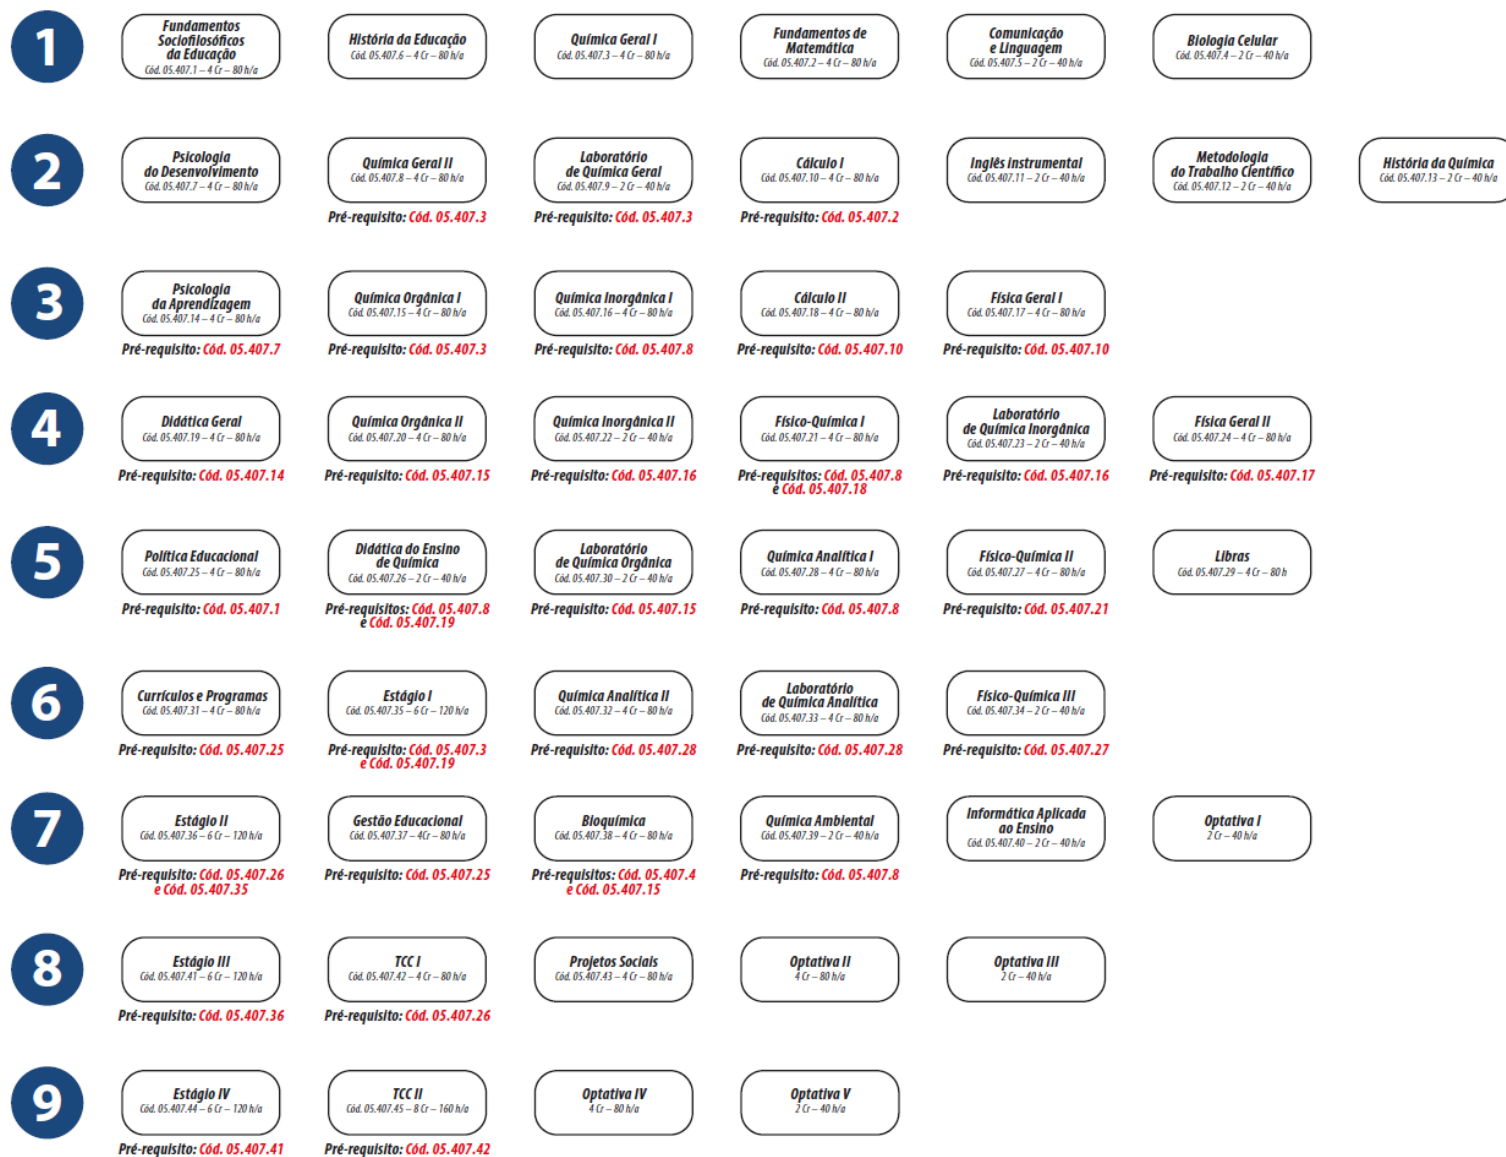 1
Fundamentos
Sociofilosóficos
da Educação
Cód. 05.407.1 – 4 Cr – 80 h/a
História da Educação
Cód. 05.407.6 – 4 Cr – 80 h/a
Química Geral I
Cód. 05.407.3 – 4 Cr – 80 h/a
Fundamentos de
Matemática
Cód. 05.407.2 – 4 Cr – 80 h/a
Comunicação
e Linguagem
Cód. 05.407.5 – 2 Cr – 40 h/a
Biologia Celular
Cód. 05.407.4 – 2 Cr – 40 h/a
2
Psicologia
do Desenvolvimento
Cód. 05.407.7 – 4 Cr – 80 h/a
Química Geral II
Cód. 05.407.8 – 4 Cr – 80 h/a
Pré-requisito: Cód. 05.407.3
Laboratório
de Química Geral
Cód. 05.407.9 – 2 Cr – 40 h/a
Pré-requisito: Cód. 05.407.3
Cálculo I
Cód. 05.407.10 – 4 Cr – 80 h/a
Pré-requisito: Cód. 05.407.2
Inglês Instrumental
Cód. 05.407.11 – 2 Cr – 40 h/a
Metodologia
do Trabalho Científico
Cód. 05.407.12 – 2 Cr – 40 h/a
História da Química
Cód. 05.407.13 – 2 Cr – 40 h/a
3
Psicologia
da Aprendizagem
Cód. 05.407.14 – 4 Cr – 80 h/a
Pré-requisito: Cód. 05.407.7
Química Orgânica I
Cód. 05.407.15 – 4 Cr – 80 h/a
Pré-requisito: Cód. 05.407.3
Química Inorgânica I
Cód. 05.407.16 – 4 Cr – 80 h/a
Pré-requisito: Cód. 05.407.8
Cálculo II
Cód. 05.407.18 – 4 Cr – 80 h/a
Pré-requisito: Cód. 05.407.10
Física Geral I
Cód. 05.407.17 – 4 Cr – 80 h/a
Pré-requisito: Cód. 05.407.10
4
Didática Geral
Cód. 05.407.19 – 4 Cr – 80 h/a
Pré-requisito: Cód. 05.407.14
Química Orgânica II
Cód. 05.407.20 – 4 Cr – 80 h/a
Pré-requisito: Cód. 05.407.15
Química Inorgânica II
Cód. 05.407.22 – 2 Cr – 40 h/a
Pré-requisito: Cód. 05.407.16
Físico-Química I
Cód. 05.407.21 – 4 Cr – 80 h/a
Pré-requisitos: Cód. 05.407.8
e Cód. 05.407.18
Laboratório
de Química Inorgânica
Cód. 05.407.23 – 2 Cr – 40 h/a
Pré-requisito: Cód. 05.407.16
Física Geral II
Cód. 05.407.24 – 4 Cr – 80 h/a
Pré-requisito: Cód. 05.407.17
5
Política Educacional
Cód. 05.407.25 – 4 Cr – 80 h/a
Pré-requisito: Cód. 05.407.1
Didática do Ensino
de Química
Cód. 05.407.26 – 2 Cr – 40 h/a
Pré-requisitos: Cód. 05.407.8
e Cód. 05.407.19
Laboratório
de Química Orgânica
Cód. 05.407.30 – 2 Cr – 40 h/a
Pré-requisito: Cód. 05.407.15
Química Analítica I
Cód. 05.407.28 – 4 Cr – 80 h/a
Pré-requisito: Cód. 05.407.8
Físico-Química II
Cód. 05.407.27 – 4 Cr – 80 h/a
Pré-requisito: Cód. 05.407.21
Libras
Cód. 05.407.29 – 4 Cr – 80 h
6
Currículos e Programas
Cód. 05.407.31 – 4 Cr – 80 h/a
Pré-requisito: Cód. 05.407.25
Estágio I
Cód. 05.407.35 – 6 Cr – 120 h/a
Pré-requisito: Cód. 05.407.3
e Cód. 05.407.19
Química Analítica II
Cód. 05.407.32 – 4 Cr – 80 h/a
Pré-requisito: Cód. 05.407.28
Laboratório
de Química Analítica
Cód. 05.407.33 – 4 Cr – 80 h/a
Pré-requisito: Cód. 05.407.28
Físico-Química III
Cód. 05.407.34 – 2 Cr – 40 h/a
Pré-requisito: Cód. 05.407.27
7
Estágio II
Cód. 05.407.36 – 6 Cr – 120 h/a
Pré-requisito: Cód. 05.407.26
e Cód. 05.407.35
Gestão Educacional
Cód. 05.407.37 – 4Cr – 80 h/a
Pré-requisito: Cód. 05.407.25
Bioquímica
Cód. 05.407.38 – 4 Cr – 80 h/a
Pré-requisitos: Cód. 05.407.4
e Cód. 05.407.15
Química Ambiental
Cód. 05.407.39 – 2 Cr – 40 h/a
Pré-requisito: Cód. 05.407.8
Informática Aplicada
ao Ensino
Cód. 05.407.40 – 2 Cr – 40 h/a
Optativa I
2 Cr – 40 h/a
8
Estágio III
Cód. 05.407.41 – 6 Cr – 120 h/a
Pré-requisito: Cód. 05.407.36
TCC I
Cód. 05.407.42 – 4 Cr – 80 h/a
Pré-requisito: Cód. 05.407.26
Projetos Sociais
Cód. 05.407.43 – 4 Cr – 80 h/a
Optativa II
4 Cr – 80 h/a
Optativa III
2 Cr – 40 h/a
9
Estágio IV
Cód. 05.407.44 – 6 Cr – 120 h/a
Pré-requisito: Cód. 05.407.41
TCC II
Cód. 05.407.45 – 8 Cr – 160 h/a
Pré-requisito: Cód. 05.407.42
Optativa IV
4 Cr – 80 h/a
Optativa V
2 Cr – 40 h/a